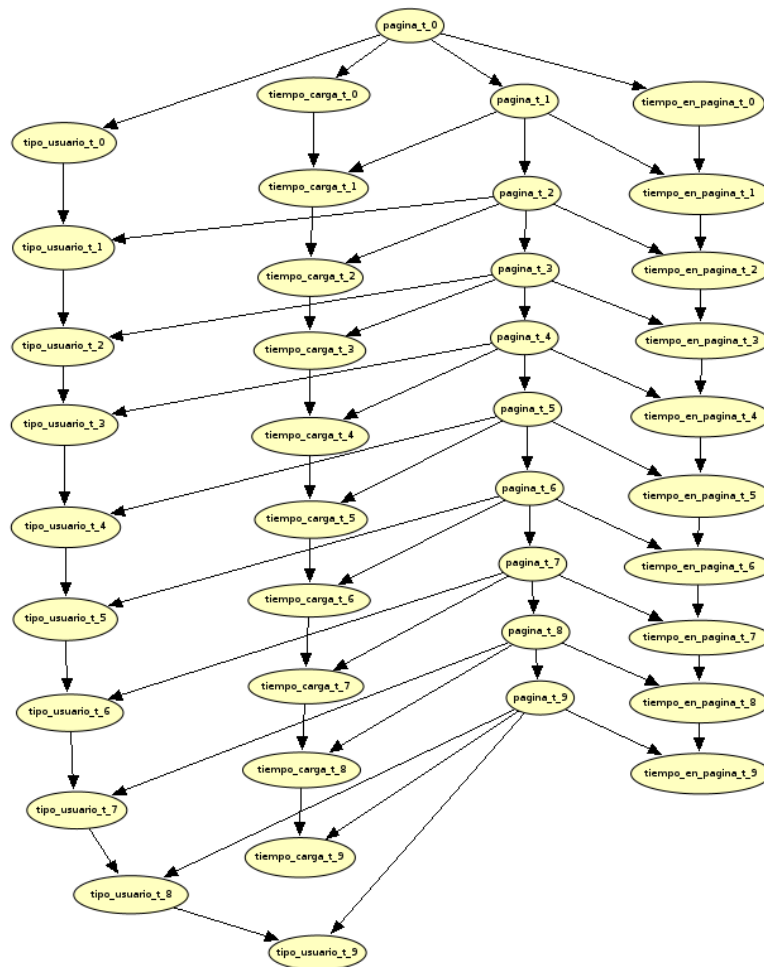 pagina_t_0
tiempo_carga_t_0
pagina_t_1
tiempo_en_pagina_t_0
tipo_usuario_t_0
tiempo_carga_t_1
pagina_t_2
tiempo_en_pagina_t_1
tipo_usuario_t_1
tiempo_carga_t_2
pagina_t_3
tiempo_en_pagina_t_2
tipo_usuario_t_2
tiempo_carga_t_3
pagina_t_4
tiempo_en_pagina_t_3
tipo_usuario_t_3
tiempo_carga_t_4
pagina_t_5
tiempo_en_pagina_t_4
tipo_usuario_t_4
tiempo_carga_t_5
pagina_t_6
tiempo_en_pagina_t_5
tipo_usuario_t_5
tiempo_carga_t_6
pagina_t_7
tiempo_en_pagina_t_6
tipo_usuario_t_6
tiempo_carga_t_7
pagina_t_8
tiempo_en_pagina_t_7
tipo_usuario_t_7
tiempo_carga_t_8
pagina_t_9
tiempo_en_pagina_t_8
tiempo_en_pagina_t_9
tiempo_carga_t_9
tipo_usuario_t_8
tipo_usuario_t_9